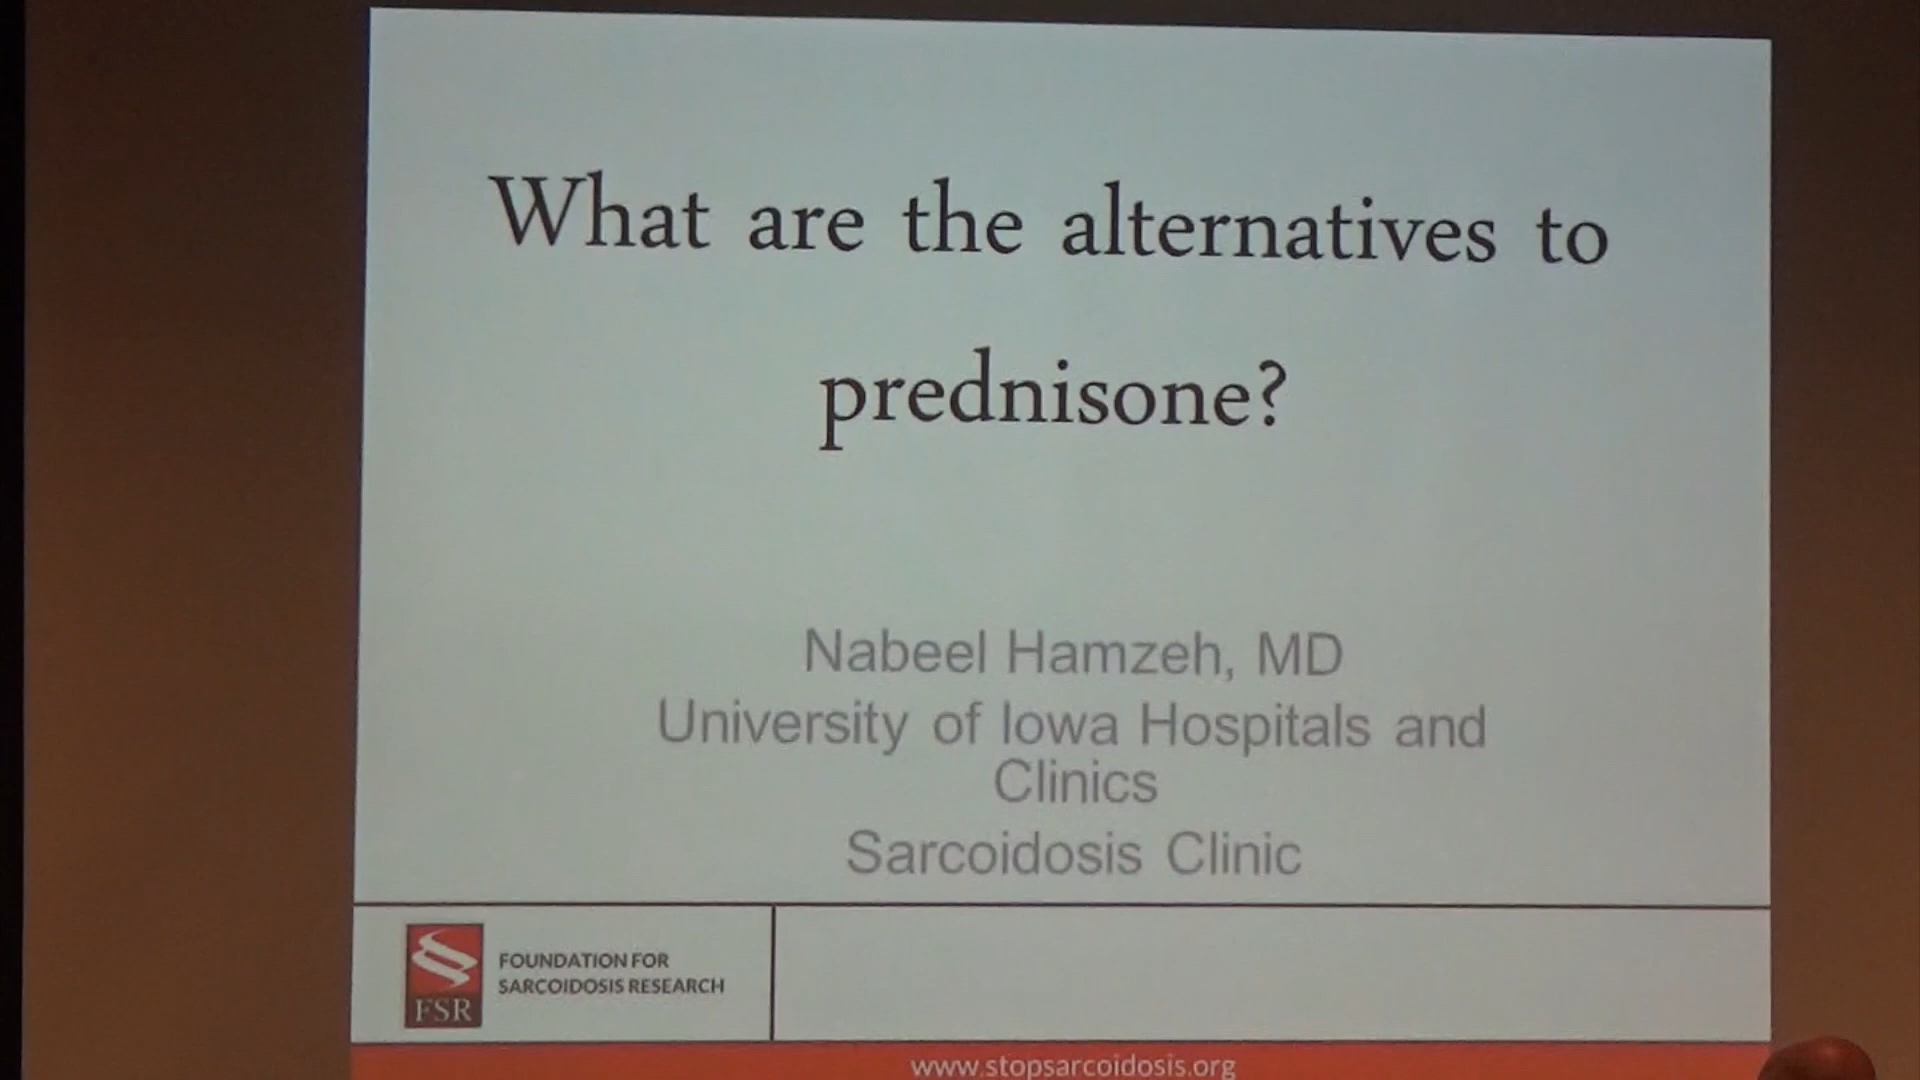 What are the alternatives to
prednisone?
Nabeel Hamzeh, MD
University of Iowa Hospitals and
Clinics
Sarcoidosis Clinic
FSR
FOUNDATION FOR
SARCOIDOSIS RESEARCH
www.stopsarcoidosis.org